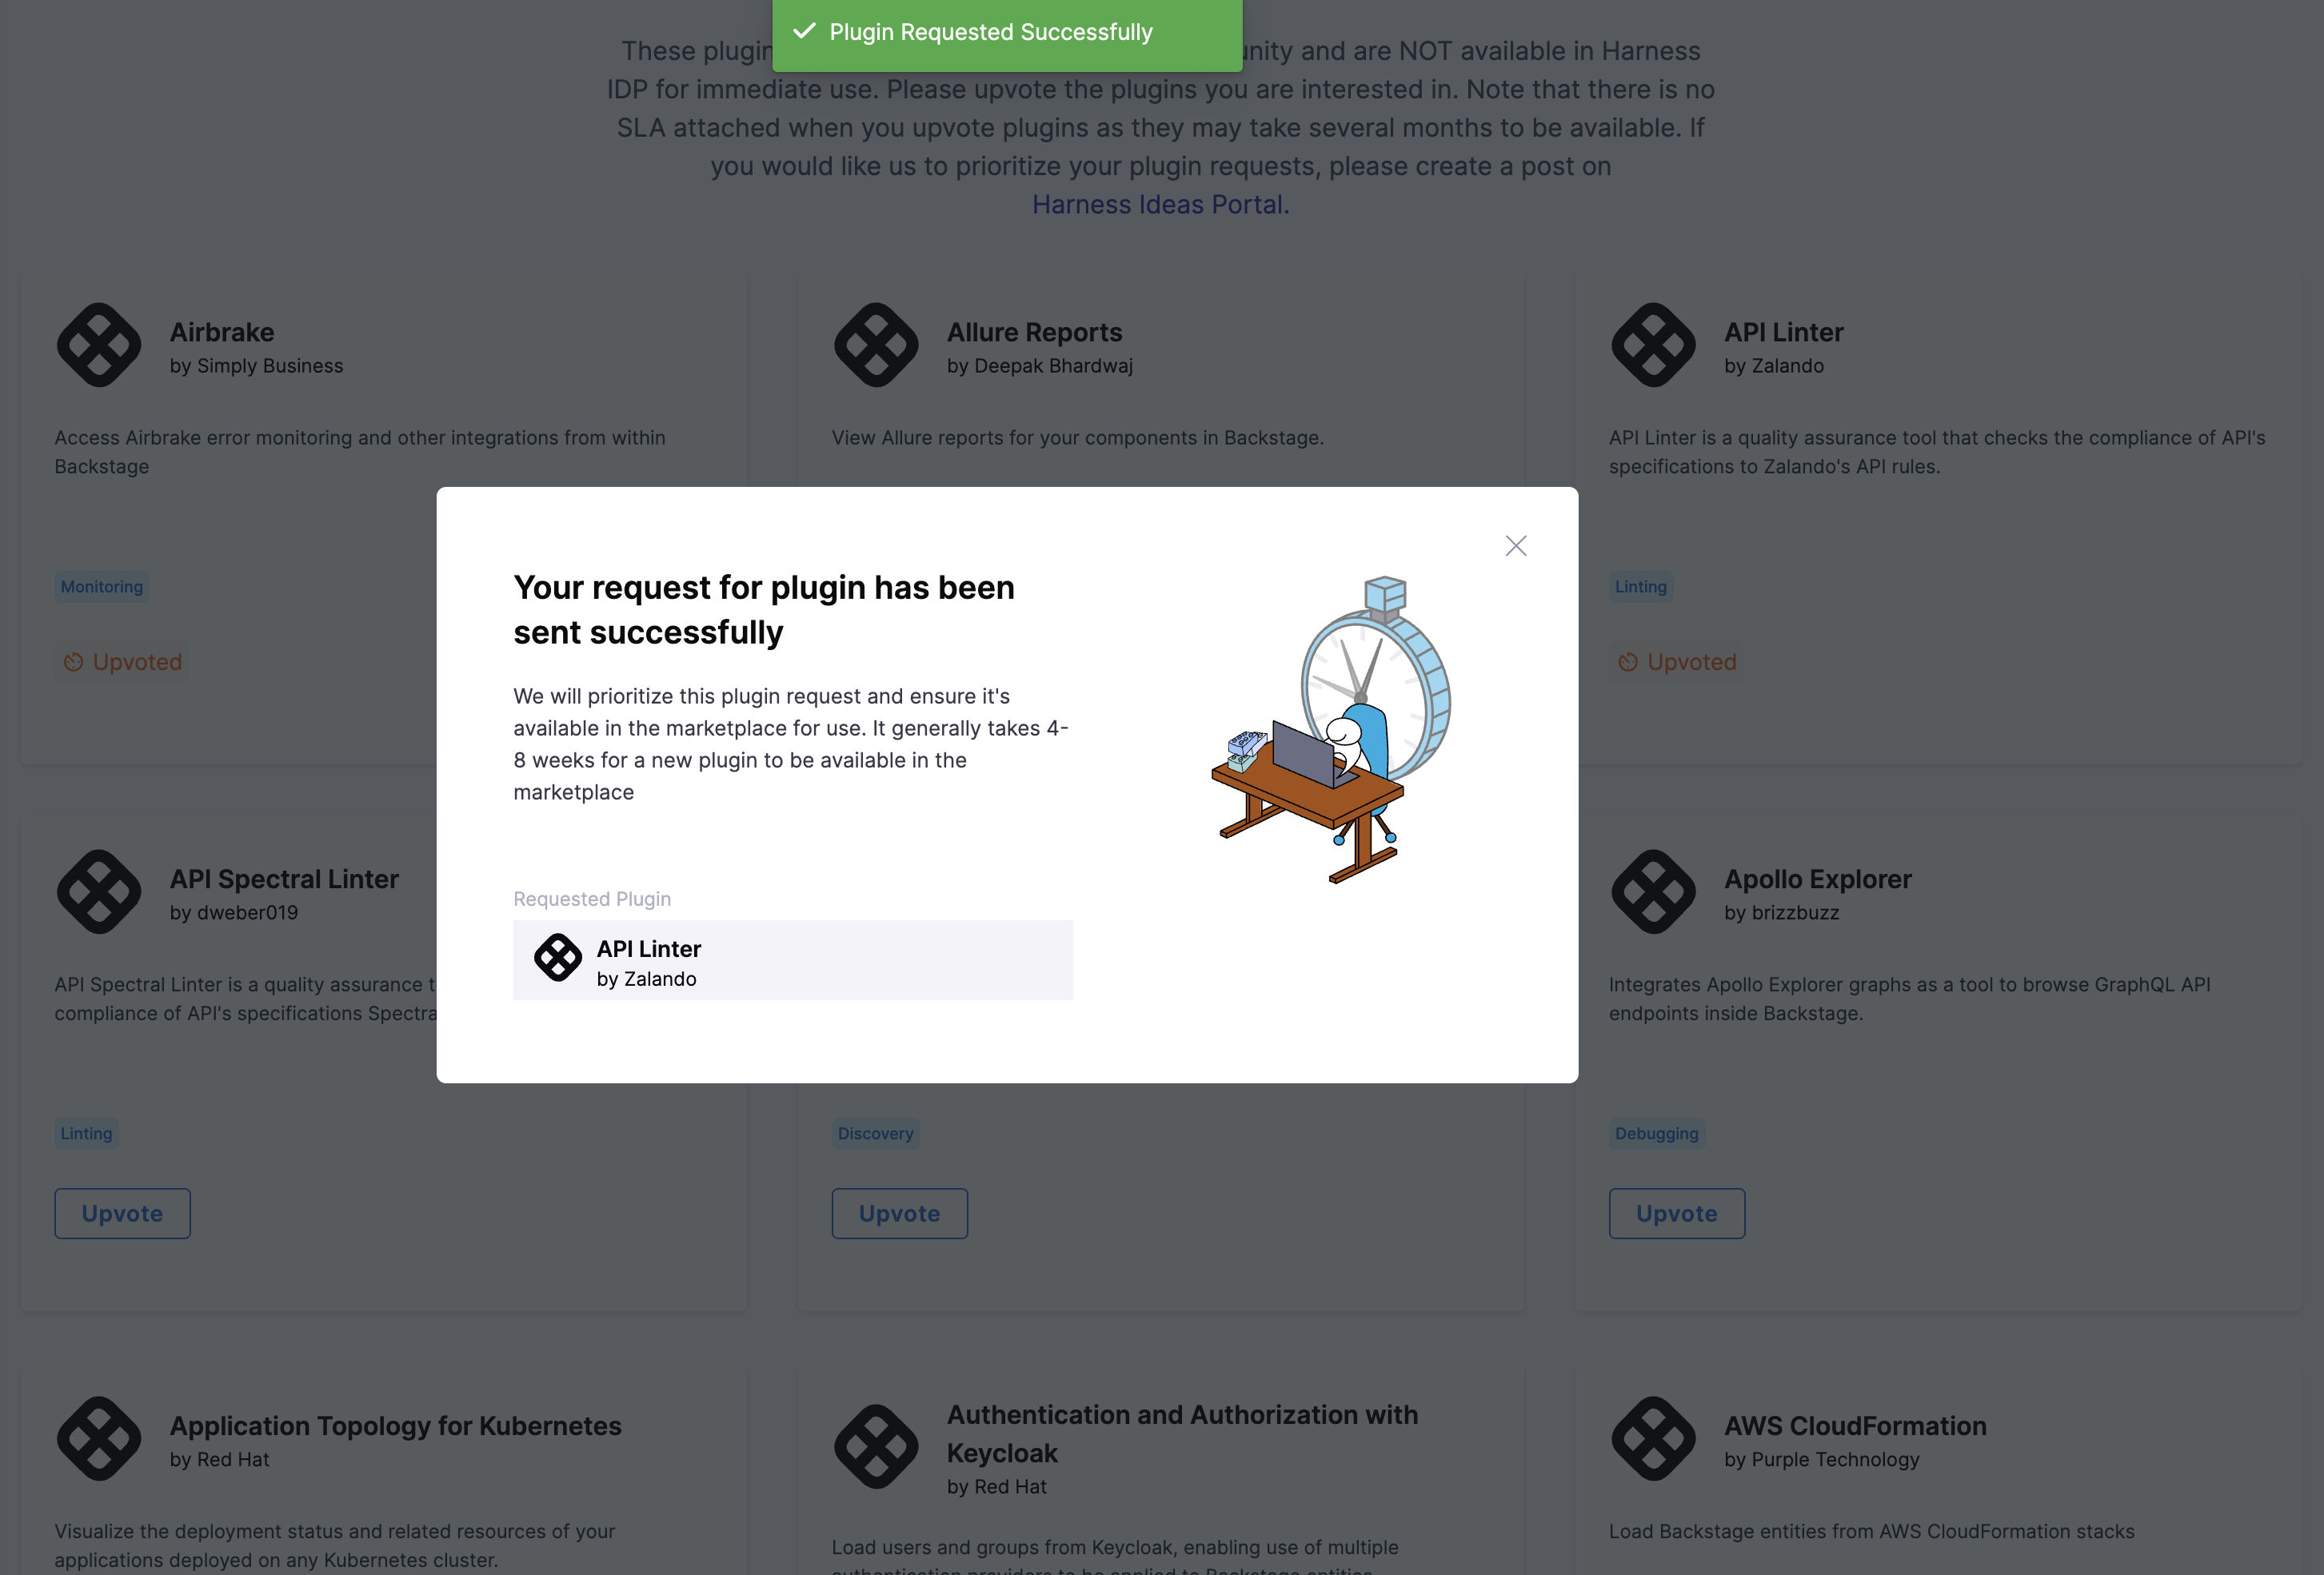 Plugin Requested Successfully
These plugin unity and are NOT available in Harness
IDP for immediate use. Please upvote the plugins you are interested in. Note that there is no
SLA attached when you upvote plugins as they may take several months to be available. If
you would like us to prioritize your plugin requests, please create a post on
Harness Ideas Portal.
Airbrake
by Simply Business
Access Airbrake error monitoring and other integrations from within
Backstage
Monitoring
Upvoted
Allure Reports
by Deepak Bhardwaj
View Allure reports for your components in Backstage.
API Linter
by Zalando
API Linter is a quality assurance tool that checks the compliance of API's
specifications to Zalando's API rules.
Linting
Upvoted
Your request for plugin has been
sent successfully
We will prioritize this plugin request and ensure it's
available in the marketplace for use. It generally takes 4-
8 weeks for a new plugin to be available in the
marketplace
Requested Plugin
API Linter
by Zalando
API Spectral Linter
by dweber019
API Spectral Linter is a quality assurance
compliance of API's specifications
Linting
Upvote
Discovery
Upvote
Apollo Explorer
by brizzbuzz
Integrates Apollo Explorer graphs as a tool to browse GraphQL API
endpoints inside Backstage.
Debugging
Upvote
Application Topology for Kubernetes
by Red Hat
Visualize the deployment status and related resources of your
applications deployed on any Kubernetes cluster.
Authentication and Authorization with
Keycloak
by Red Hat
Load users and groups from Keycloak, enabling use of multiple
authentication providers to be applied to Backstage entities
AWS CloudFormation
by Purple Technology
Load Backstage entities from AWS CloudFormation stacks